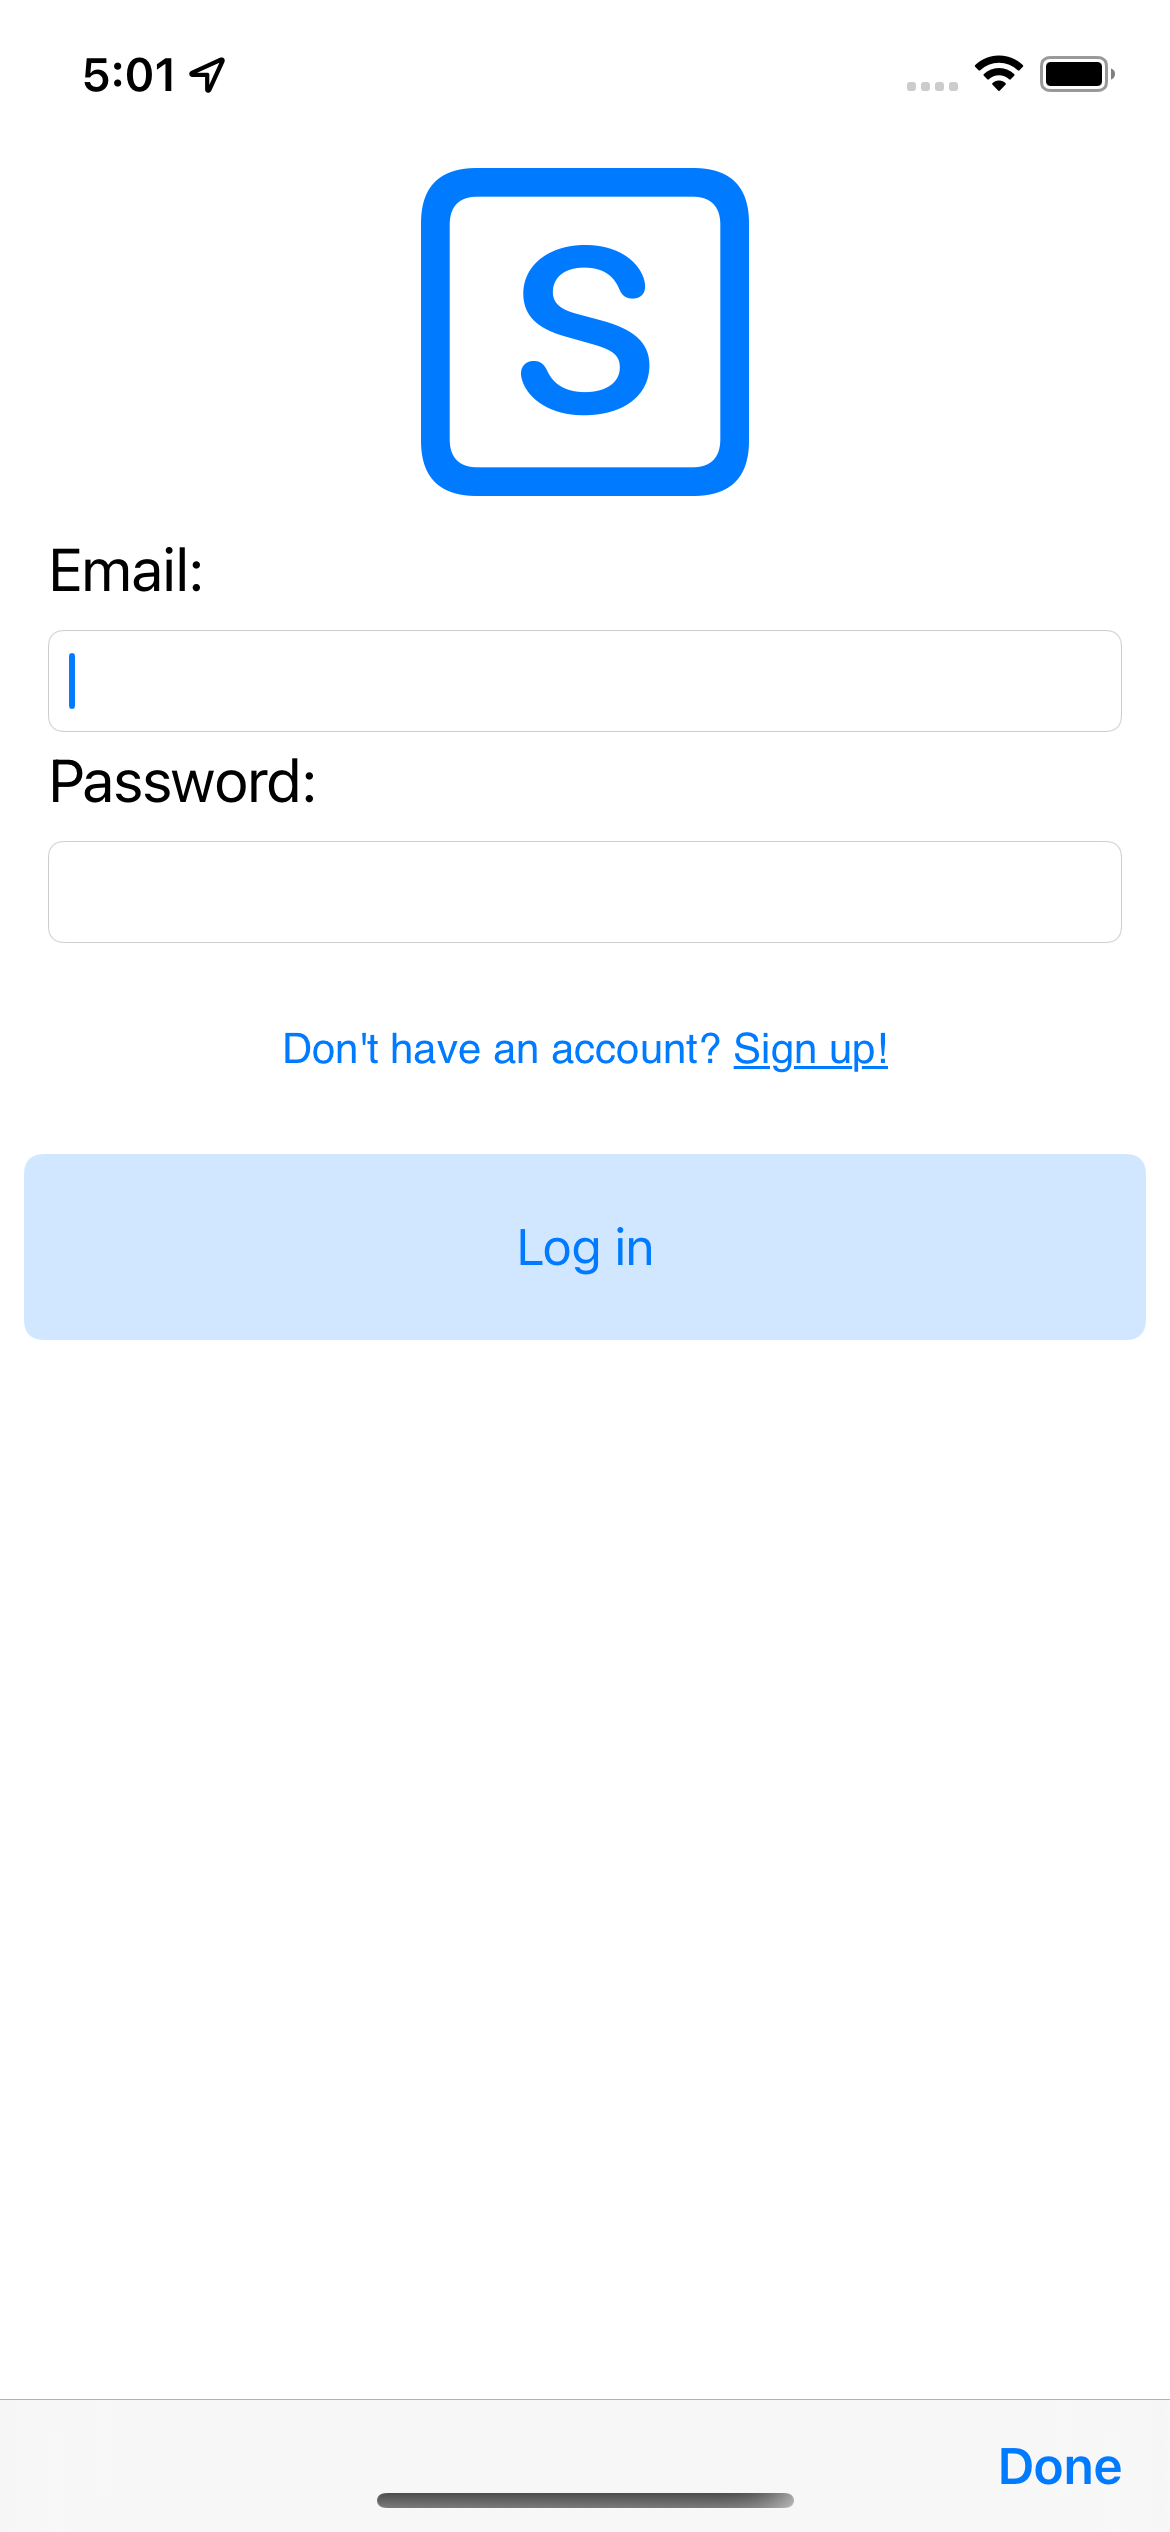 5:01
S
Email:
Password:
Don't have an account? Sign up!
Log in
Done